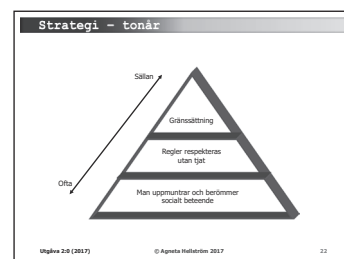 Strategi – tonår
Sällan
Gränssättning
Regler respekteras
utan tjat
Ofta
Man uppmuntrar och berömmer
socialt beteende
Utgåva 2:0 (2017)
© Agneta Hellström 2017
22